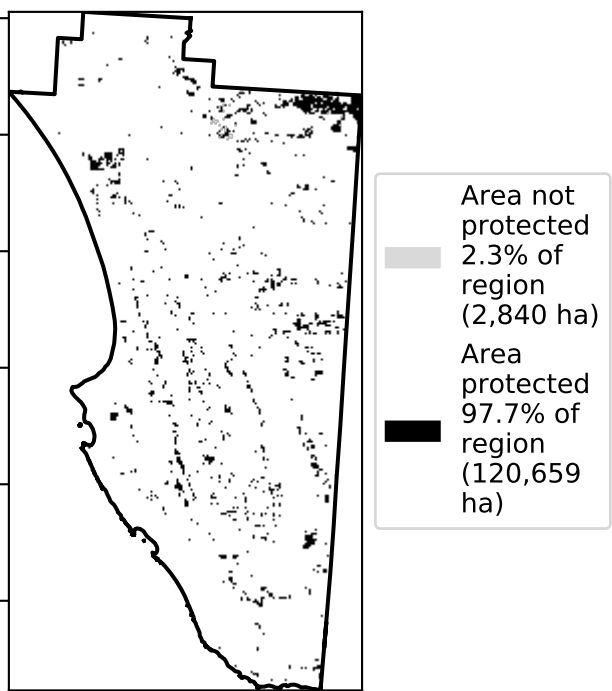 Area not
protected
2.3% of
region
(2,840 ha)
Area
protected
97.7% of
region
(120,659
ha)